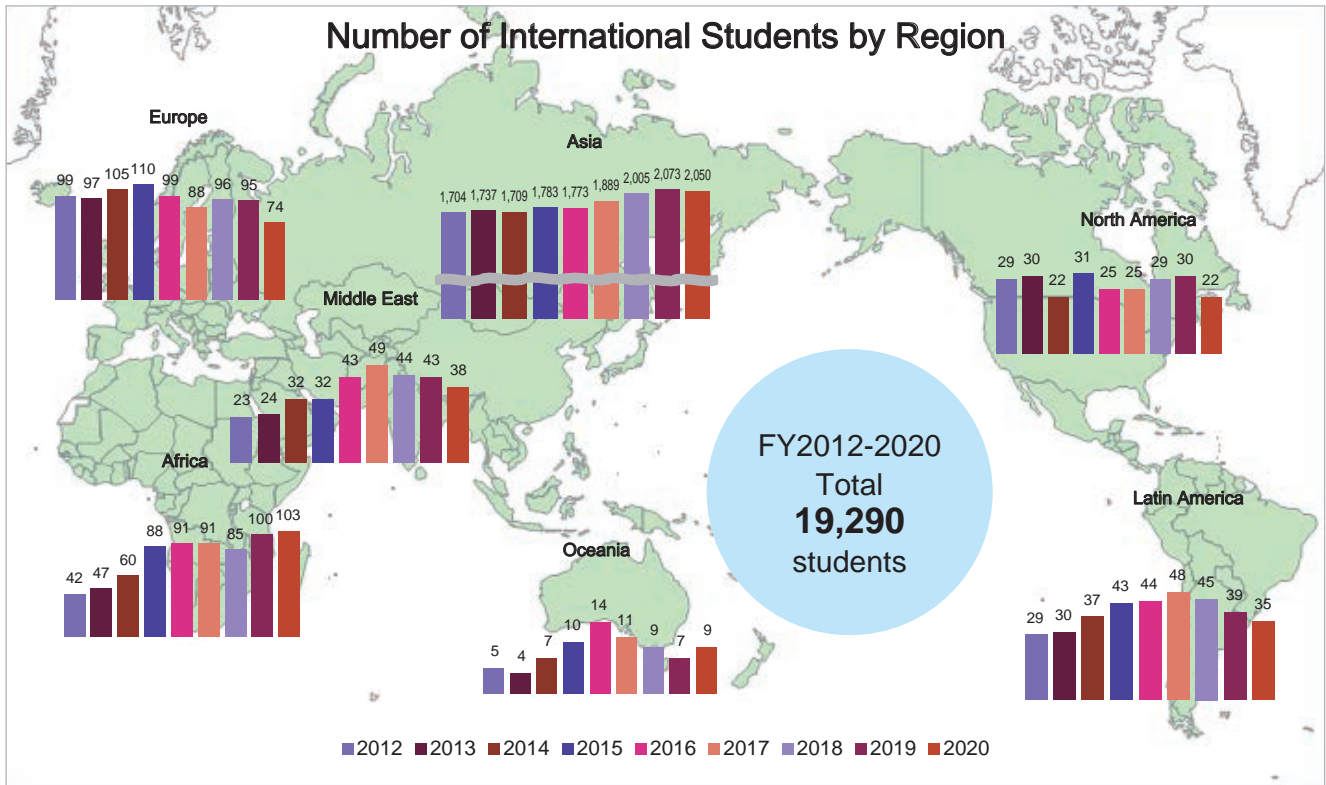 Number of International Students by Region
Europe
99 97 105 110 99 88 96 95 74
Asia
1,704 1,737 1,709 1,783 1,773 1,889 2,005 2,073 2,050
North America
29 30 22 31 25 25 29 30 22
Middle East
23 24 32 32 43 49 44 43 38
Africa
42 47 60 88 91 91 85 100 103
Oceania
5 4 7 10 14 11 9 7 9
FY2012-2020
Total
19,290
students
Latin America
29 30 37 43 44 48 45 39 35
2012 2013 2014 2015 2016 2017 2018 2019 2020